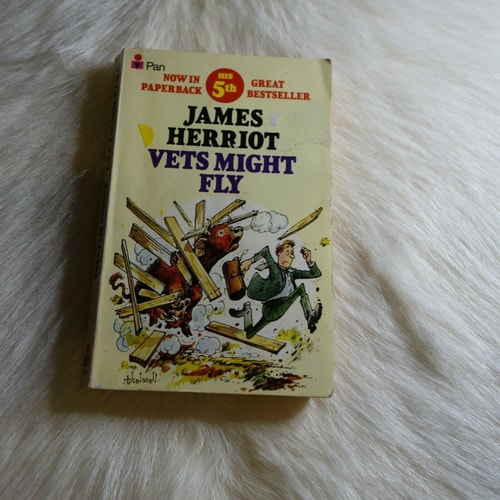 Pan
NOW IN HIS GREAT
PAPERBACK 5th BESTSELLER
JAMES
HERRIOT
VETS MIGHT
FLY